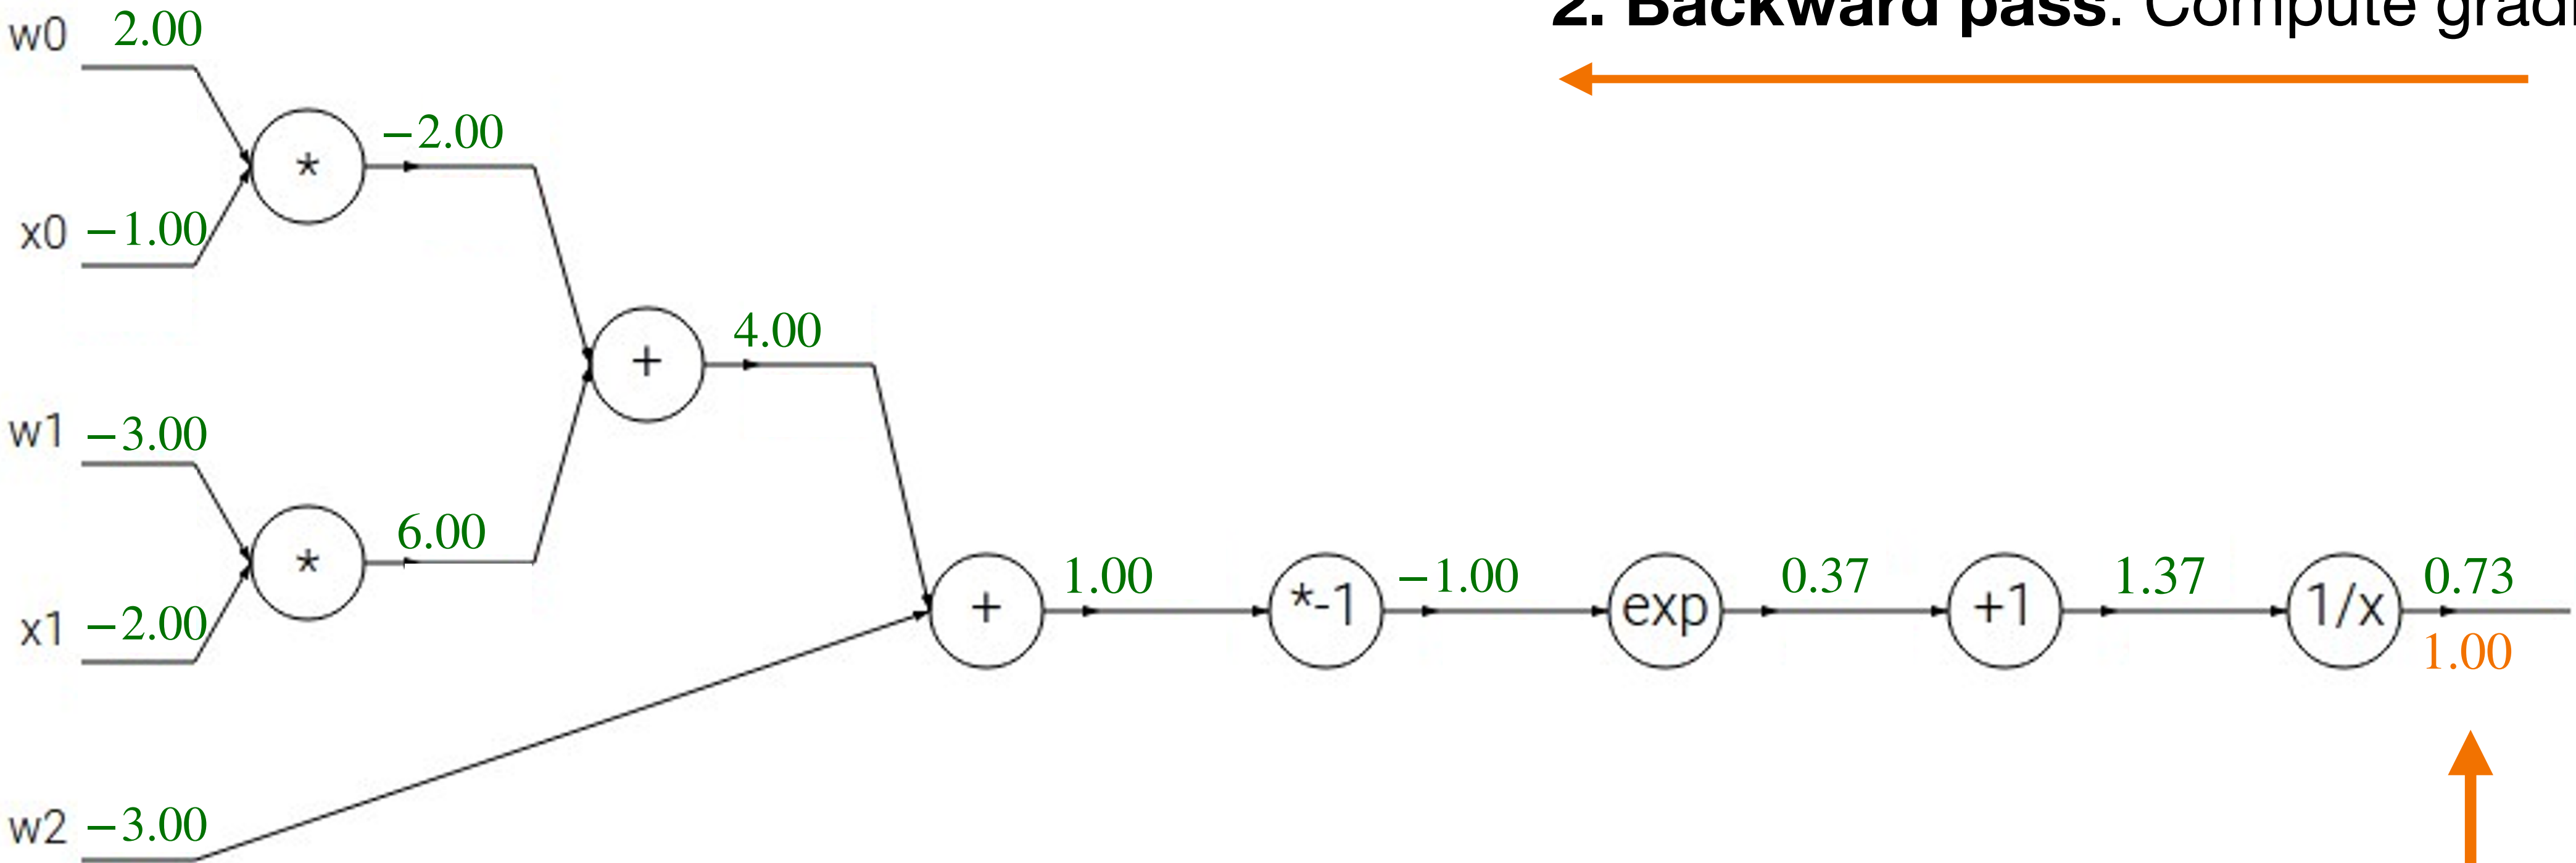 2. Backward pass. Compute grad
w0 2.00
-2.00
*
x0 −1.00
4.00
+
w1 −3.00
6.00
*
x1 −2.00
1.00
−1.00
0.37
1.37
0.73
+
*-1
exp
+1
1/x
1.00
w2 −3.00